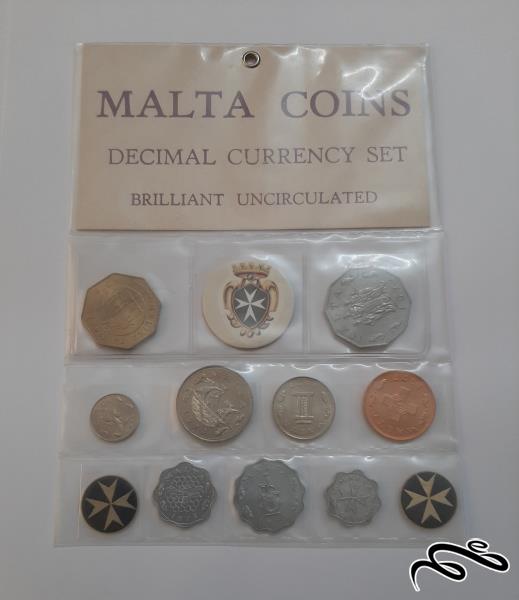 MALTA COINS
DECIMAL CURRENCY SET
BRILLIANT UNCIRCULATED